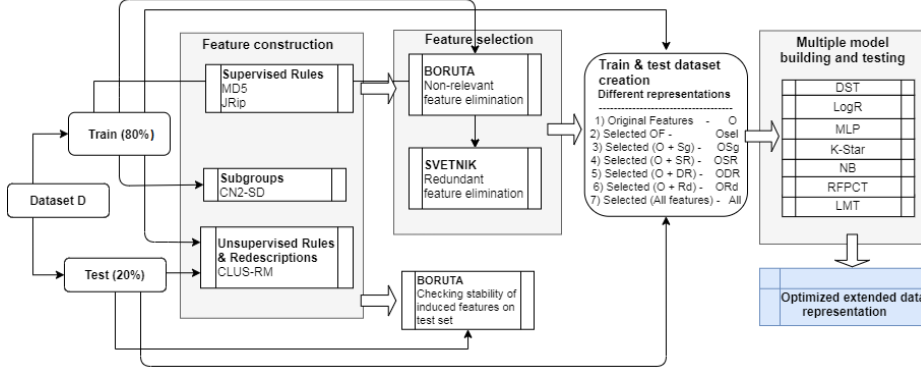 Dataset D
Train (80%)
Test (20%)
Feature construction
Supervised Rules
MD5
JRip
Subgroups
CN2-SD
Unsupervised Rules
& Redescriptions
CLUS-RM
Feature selection
BORUTA
Non-relevant
feature elimination
SVETNIK
Redundant
feature elimination
BORUTA
Checking stability of
induced features on
test set
Train & test dataset
creation
Different representations
1) Original Features - O
2) Selected OF - Osel
3) Selected (O + Sg) - OSg
4) Selected (O + SR) - OSR
5) Selected (O + DR) - ODR
6) Selected (O + Rd) - ORd
7) Selected (All features) - All
Multiple model
building and testing
DST
LogR
MLP
K-Star
NB
RFPCT
LMT
Optimized extended data
representation